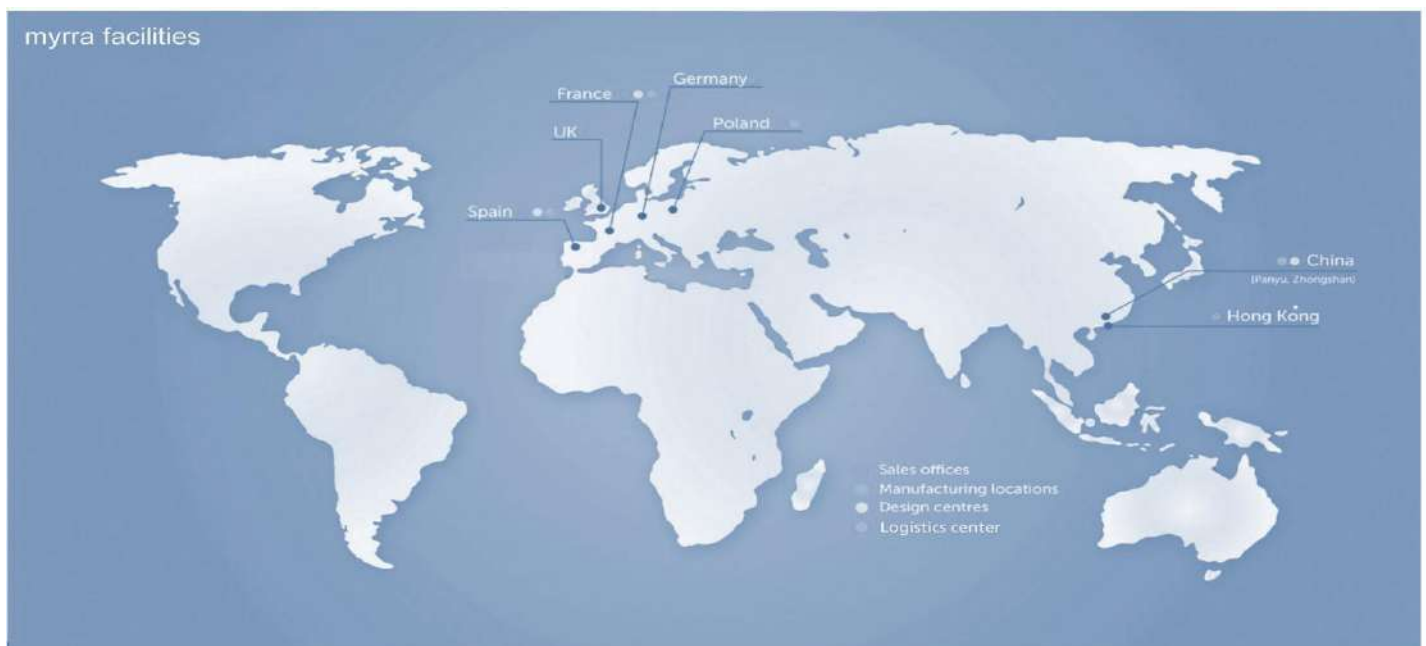 myrra facilities
Germany
France
Poland
UK
Spain
China
(Panyu, Zhongshan)
Hong Kong
Sales offices
Manufacturing locations
Design centres
Logistics center